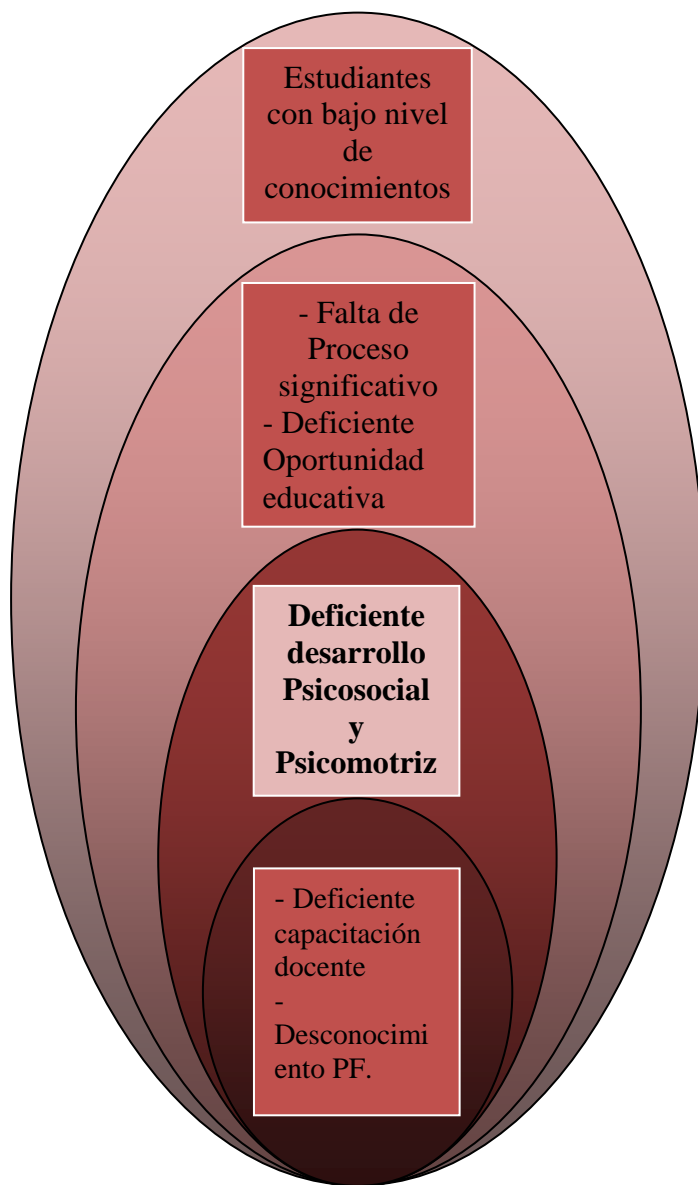 Estudiantes
con bajo nivel
de
conocimientos
- Falta de
Proceso
significativo
- Deficiente
Oportunidad
educativa
Deficiente
desarrollo
Psicosocial
y
Psicomotriz
- Deficiente
capacitación
docente
-
Desconocimi
ento PF.